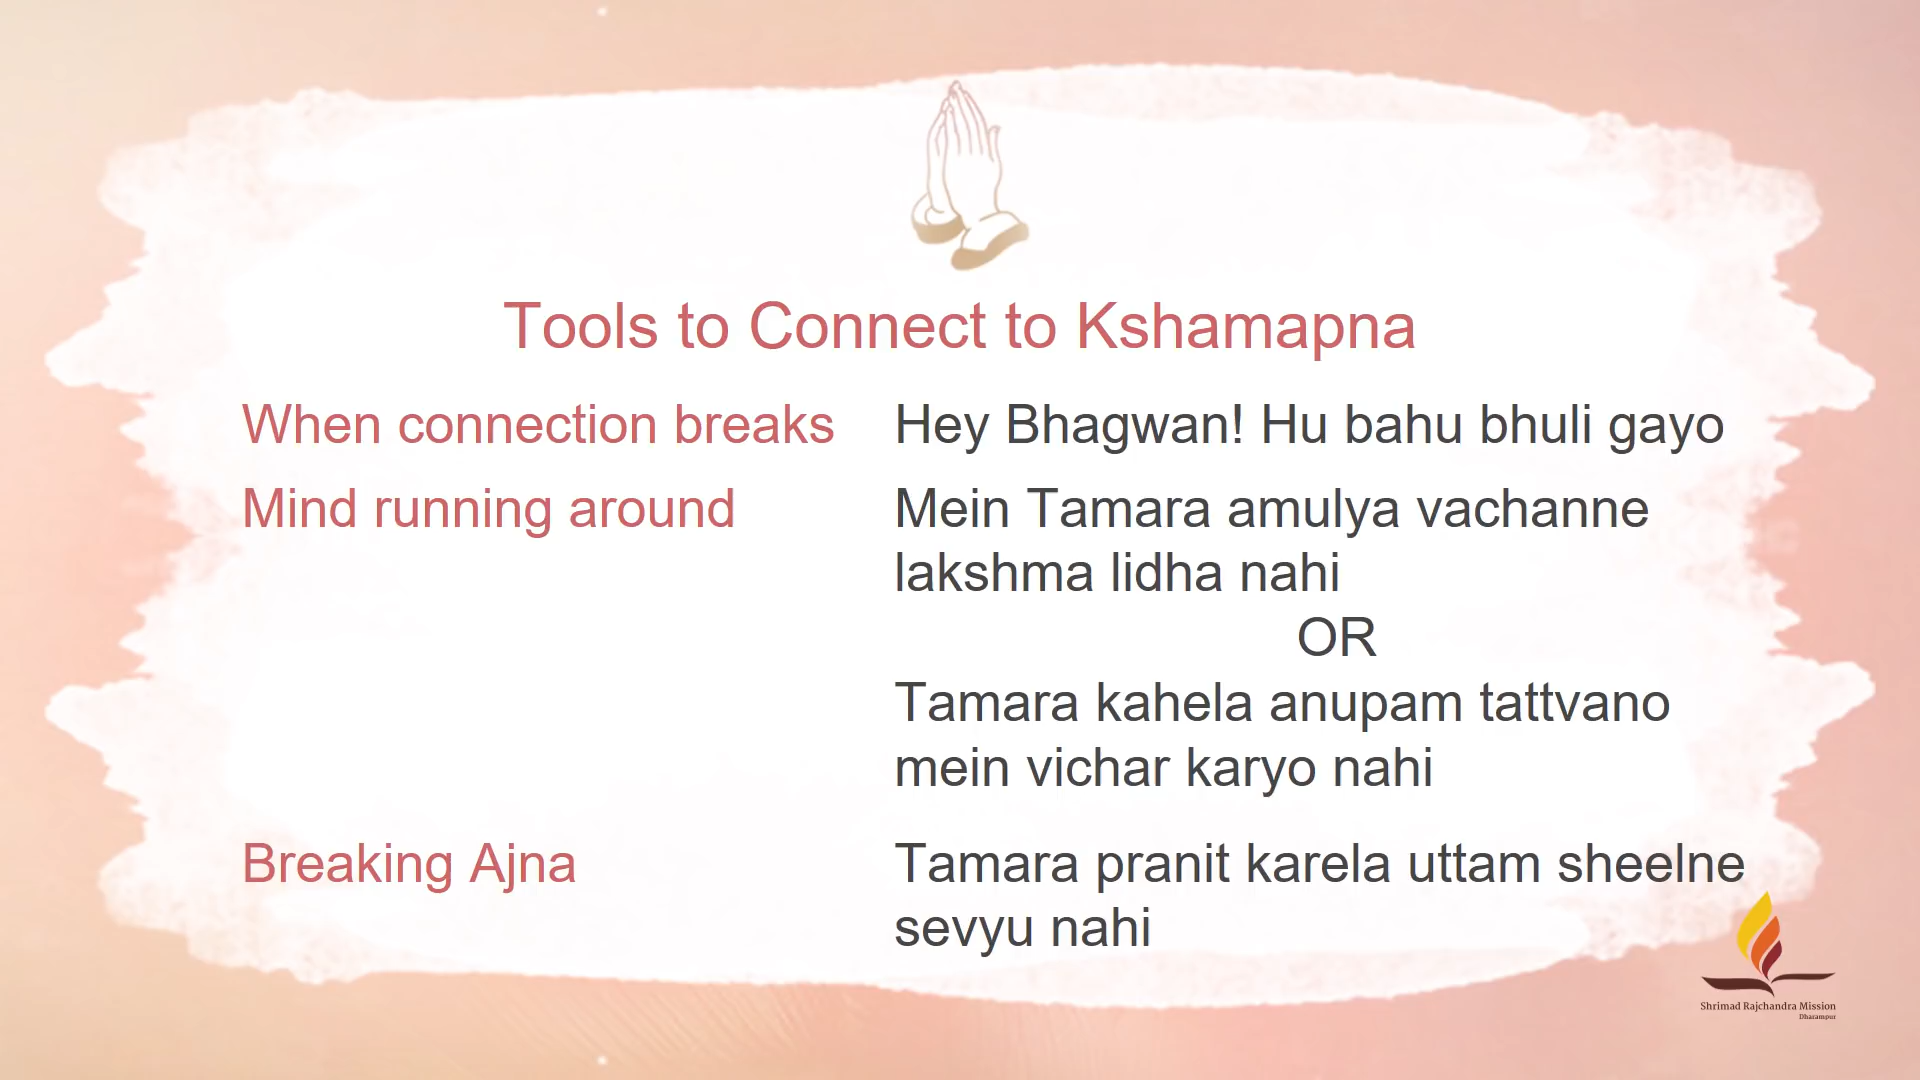 Tools to Connect to Kshamapna
When connection breaks
Hey Bhagwan! Hu bahu bhuli gayo
Mind running around
Mein Tamara amulya vachanne
lakshma lidha nahi
OR
Tamara kahela anupam tattvano
mein vichar karyo nahi
Breaking Ajna
Tamara pranit karela uttam sheelne
sevyu nahi
Shrimad Rajchandra Mission
Dharampur